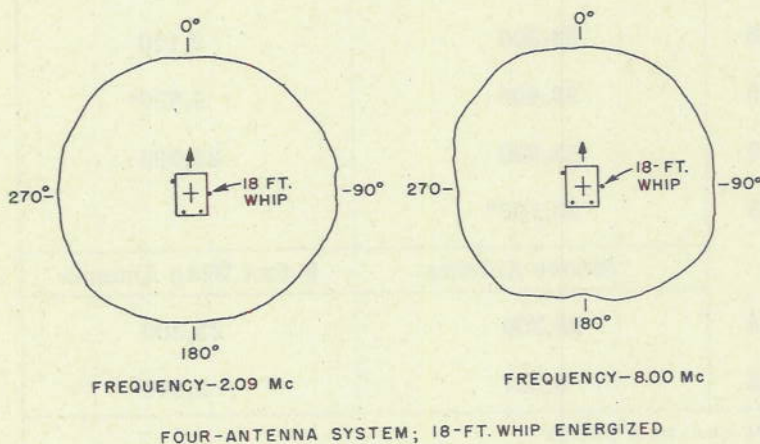 0°
270°
18 FT.
WHIP
90°
180°
FREQUENCY-2.09 Mc
0°
270
18-FT.
WHIP
90°
180°
FREQUENCY-8.00 Mc
FOUR-ANTENNA SYSTEM; 18-FT. WHIP ENERGIZED